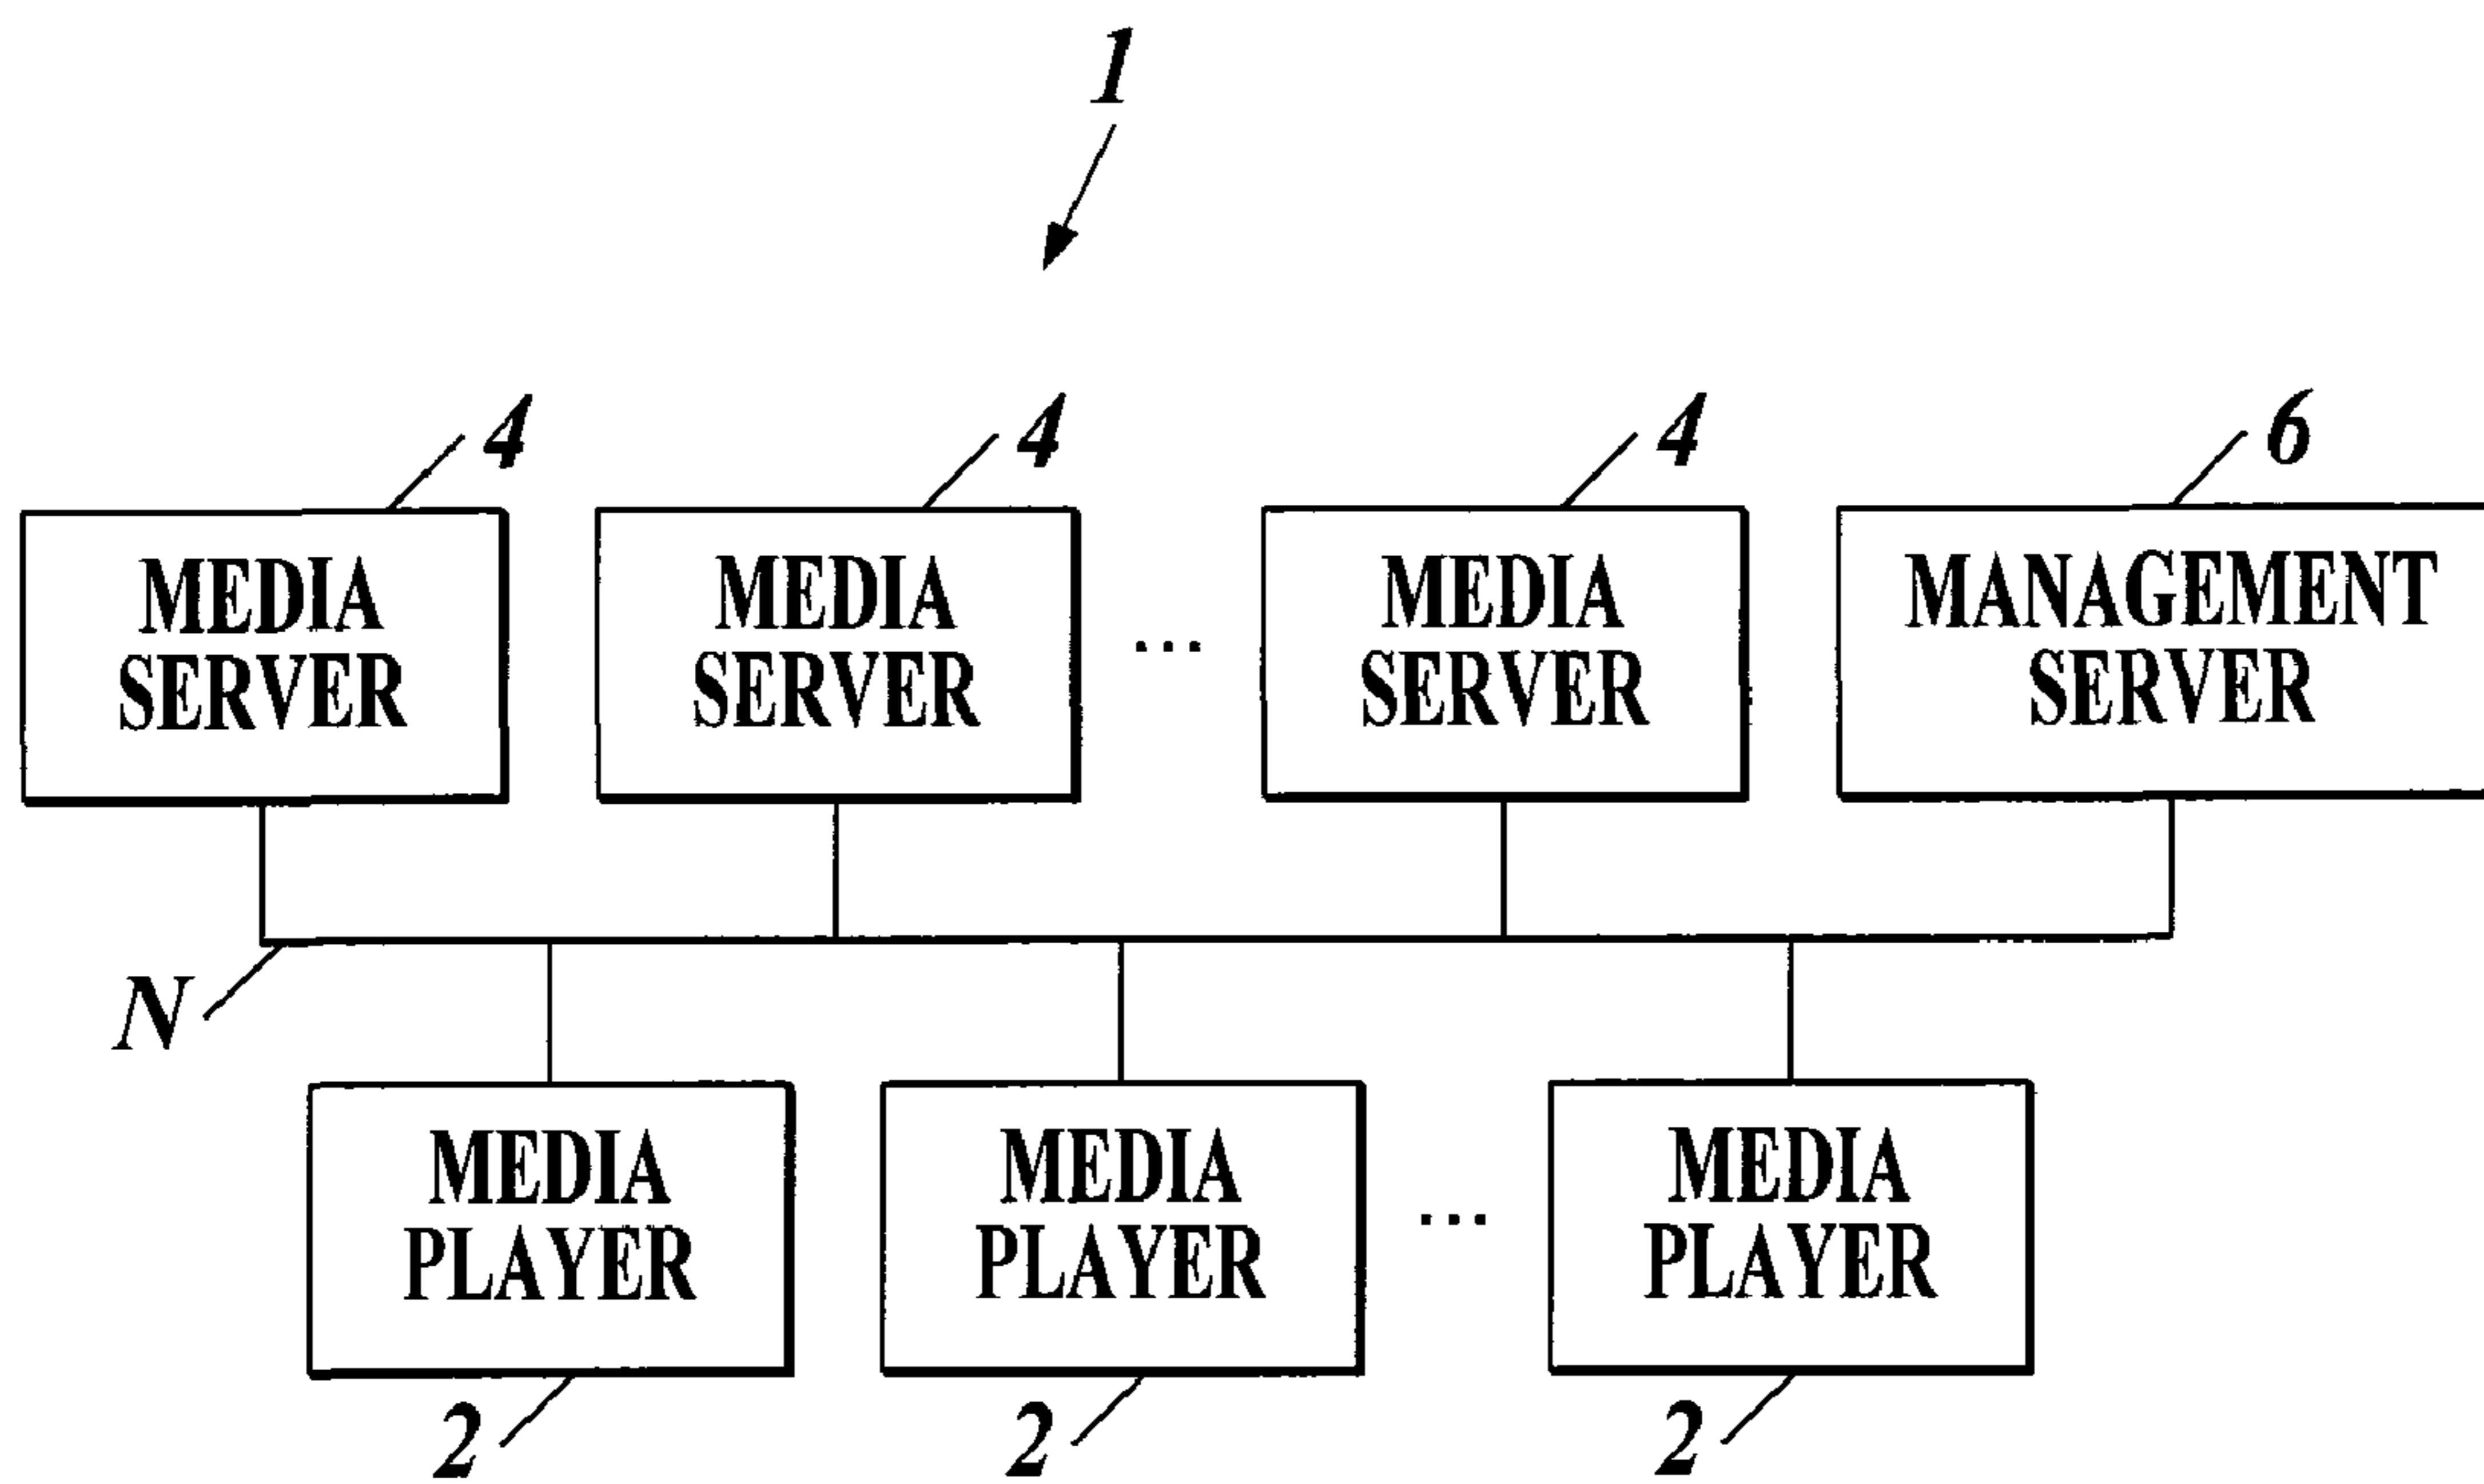 1
4
4
4
6
MEDIA
SERVER
MEDIA
SERVER
...
MEDIA
SERVER
MANAGEMENT
SERVER
N
MEDIA
PLAYER
MEDIA
PLAYER
...
MEDIA
PLAYER
2
2
2